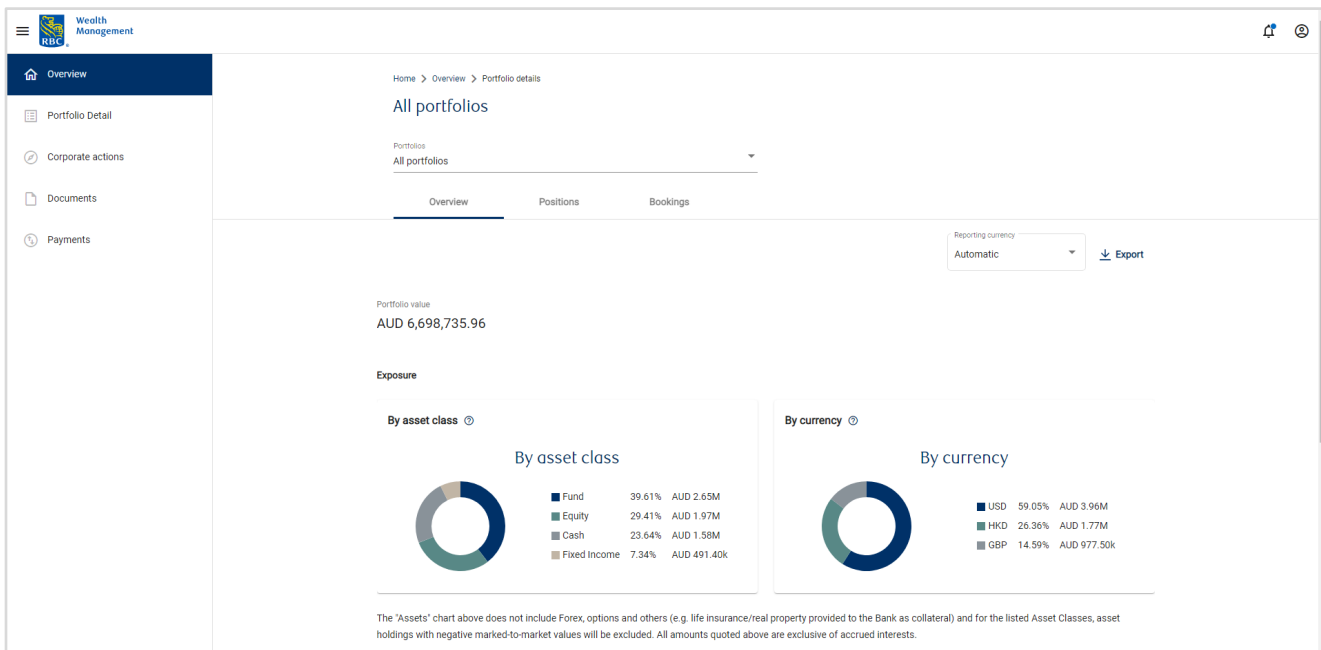 Wealth
Management
RBC
®
Overview
Portfolio Detail
Corporate actions
Documents
Payments
Home > Overview > Portfolio details
All portfolios
Portfolios
All portfolios
Overview Positions Bookings
Reporting currency
Automatic
Export
Portfolio value
AUD 6,698,735.96
Exposure
By asset class ?
By asset class
Fund 39.61% AUD 2.65M
Equity 29.41% AUD 1.97M
Cash 23.64% AUD 1.58M
Fixed Income 7.34% AUD 491.40k
By currency ?
By currency
USD 59.05% AUD 3.96M
HKD 26.36% AUD 1.77M
GBP 14.59% AUD 977.50k
The "Assets" chart above does not include Forex, options and others (e.g. life insurance/real property provided to the Bank as collateral) and for the listed Asset Classes, asset
holdings with negative marked-to-market values will be excluded. All amounts quoted above are exclusive of accrued interests.